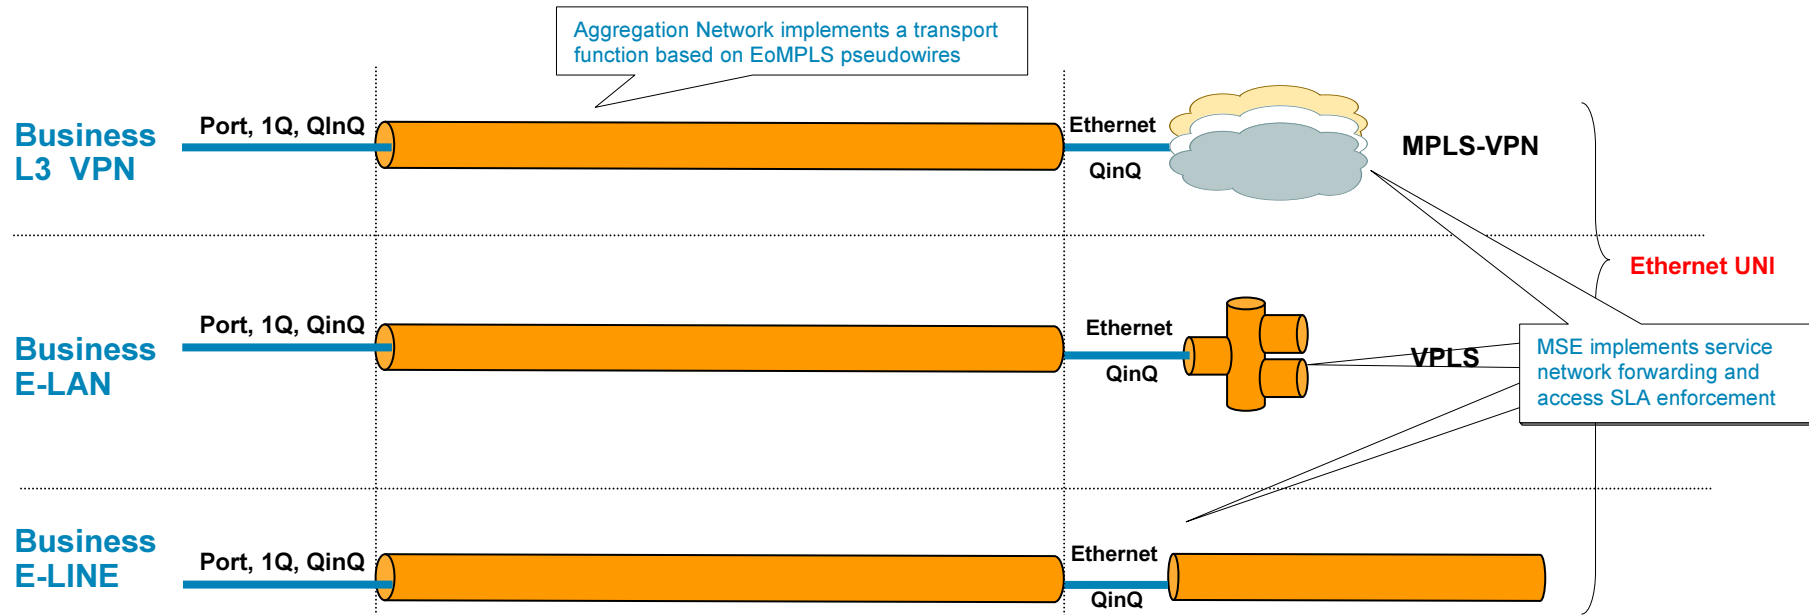 Aggregation Network implements a transport
function based on EoMPLS pseudowires
Business
L3 VPN
Port, 1Q, QInQ
Ethernet
QinQ
MPLS-VPN
Ethernet UNI
Business
E-LAN
Port, 1Q, QinQ
Ethernet
QinQ
VPLS
MSE implements service
network forwarding and
access SLA enforcement
Business
E-LINE
Port, 1Q, QinQ
Ethernet
QinQ